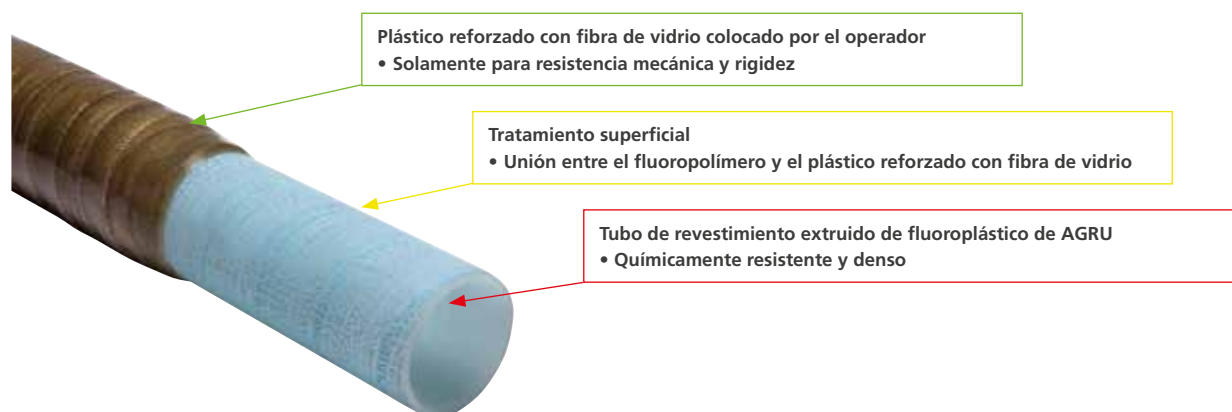 Plástico reforzado con fibra de vidrio colocado por el operador
• Solamente para resistencia mecánica y rigidez
Tratamiento superficial
• Unión entre el fluoropolímero y el plástico reforzado con fibra de vidrio
Tubo de revestimiento extruido de fluoroplástico de AGRU
• Químicamente resistente y denso